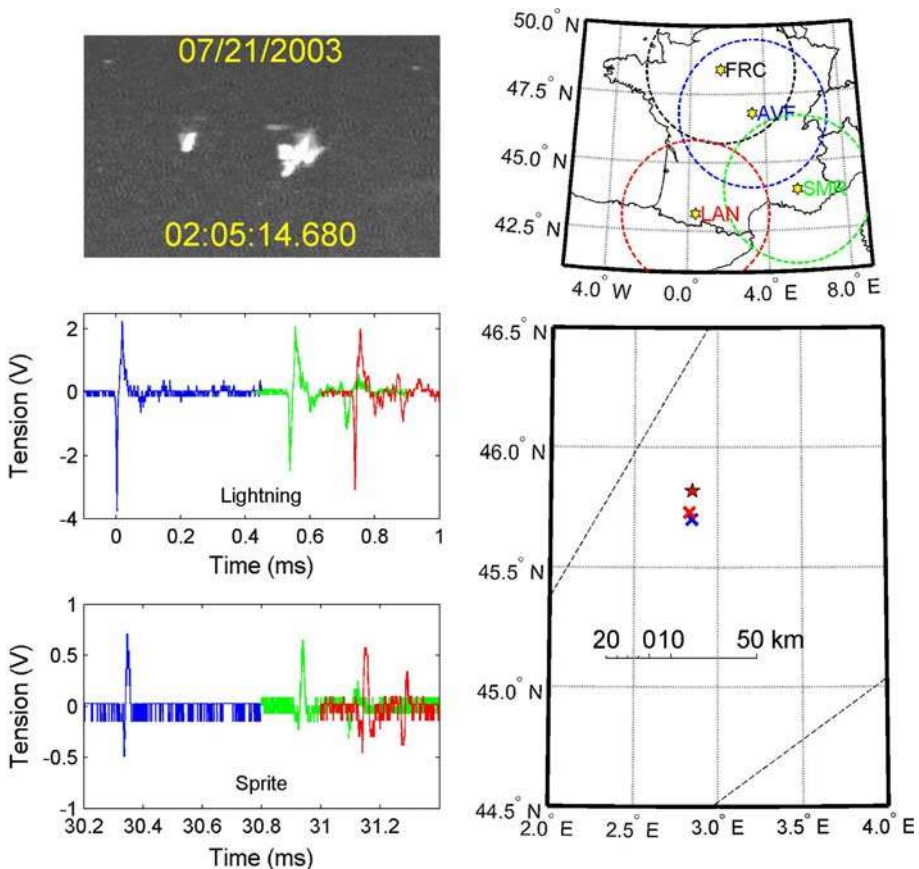 07/21/2003
02:05:14.680
50.0° N
47.5° N
45.0° N
42.5° N
4.0° W
0.0°
4.0° E
8.0° E
FRC
AVF
SMR
LAN
Tension (V)
2
0
-2
-4
0
0.2
0.4
0.6
0.8
1
Lightning
Time (ms)
Tension (V)
1
0.5
0
-0.5
-1
30.2
30.4
30.6
30.8
31
31.2
Sprite
Time (ms)
46.5° N
46.0° N
45.5° N
45.0° N
44.5° N
2.0° E
2.5° E
3.0° E
3.5° E
4.0° E
20 010 50 km